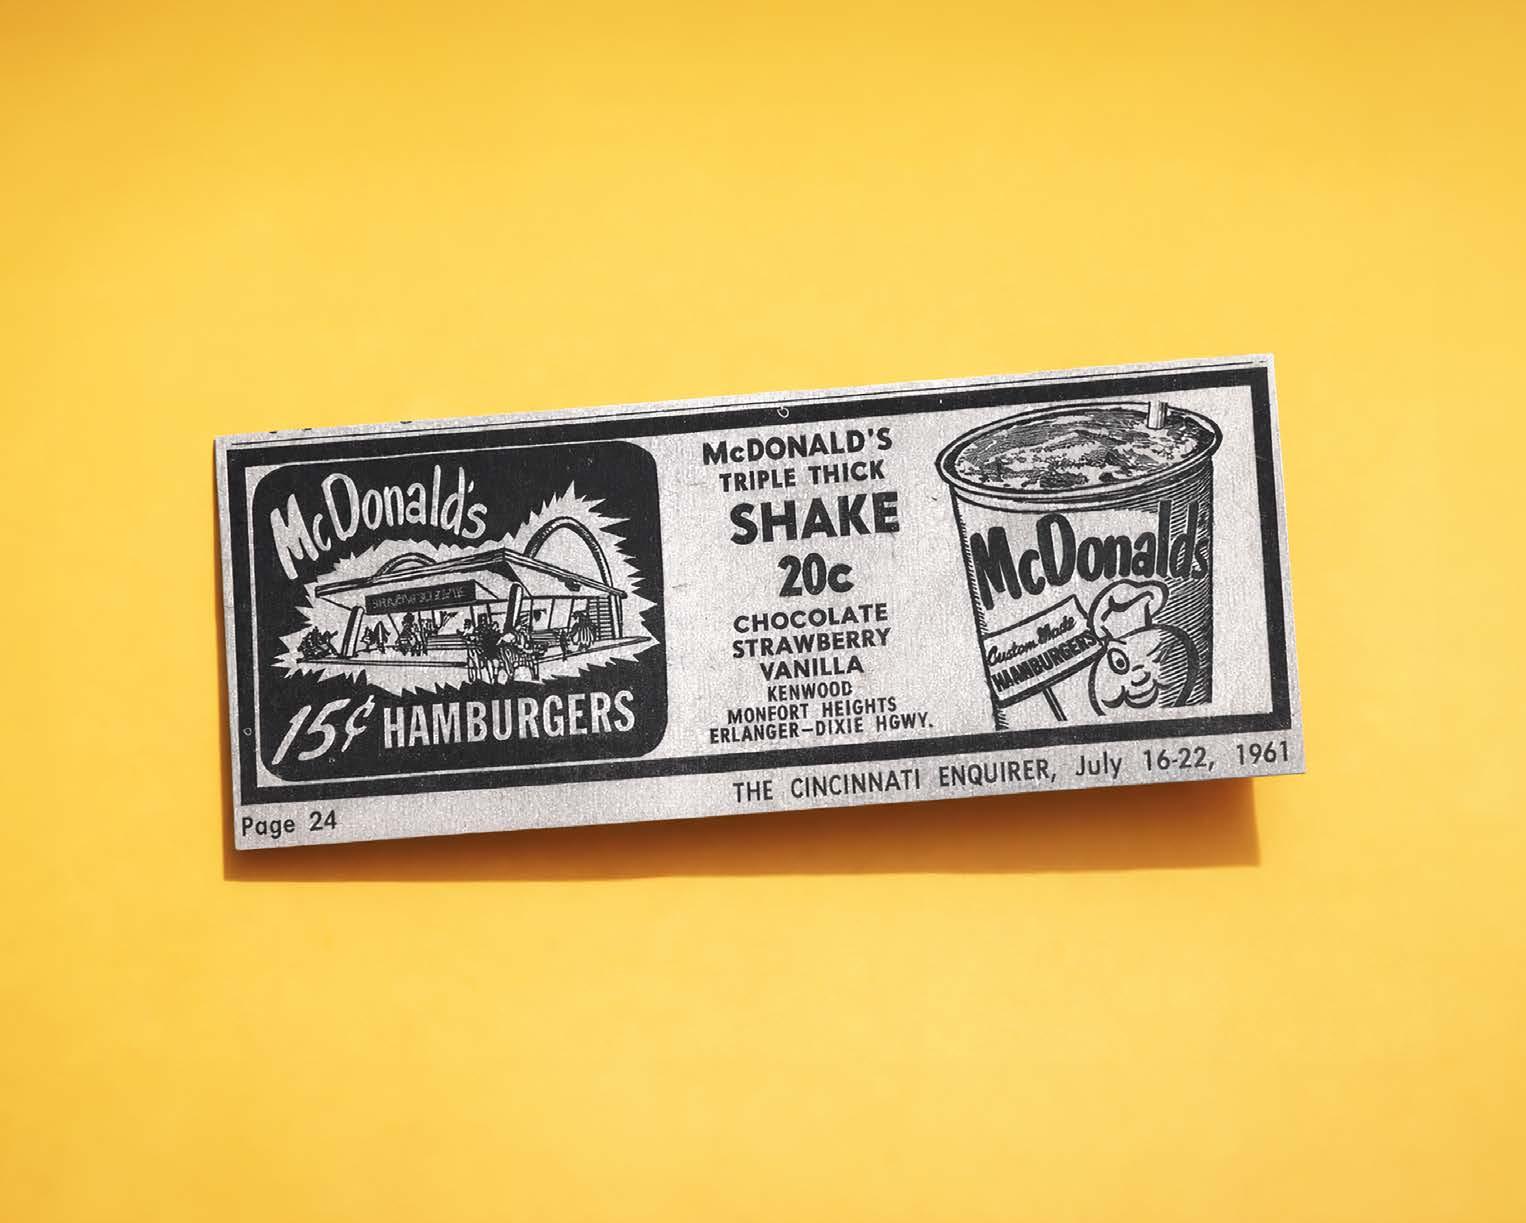 McDonald's
15¢ HAMBURGERS
McDONALD'S
TRIPLE THICK
SHAKE
20c
CHOCOLATE
STRAWBERRY
VANILLA
KENWOOD
MONFORT HEIGHTS
ERLANGER–DIXIE HGWY.
McDonald's
Custom Made
HAMBURGERS
Page 24
THE CINCINNATI ENQUIRER, July 16-22, 1961